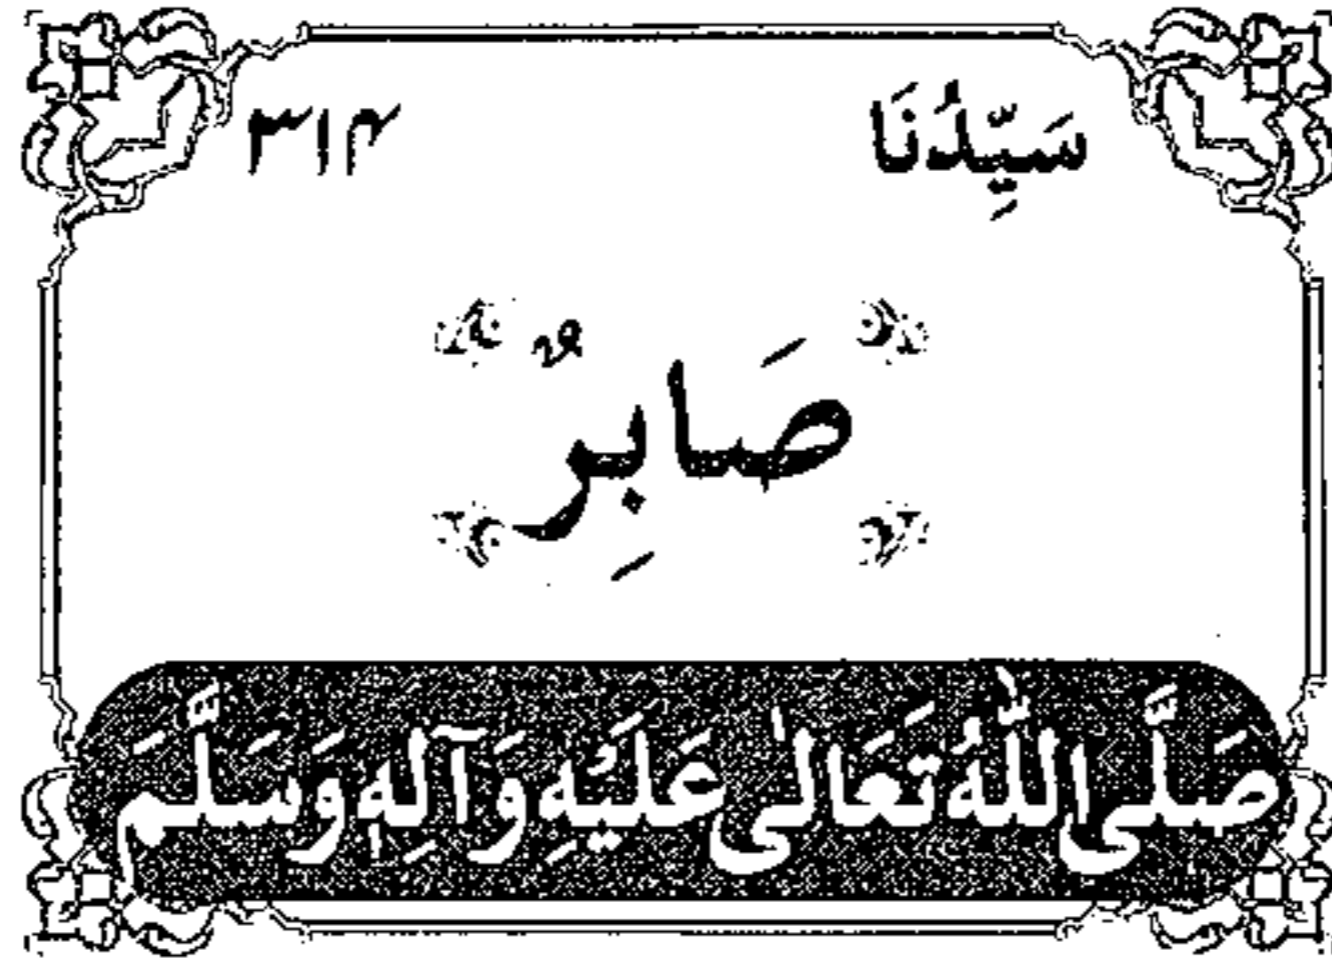 سَيِّدُنَا ۳۱۴
صَابِرٌ
صَلَّى اللّٰهُ تَعَالٰى عَلَيْهِ وَآلِهٖ وَسَلَّمَ